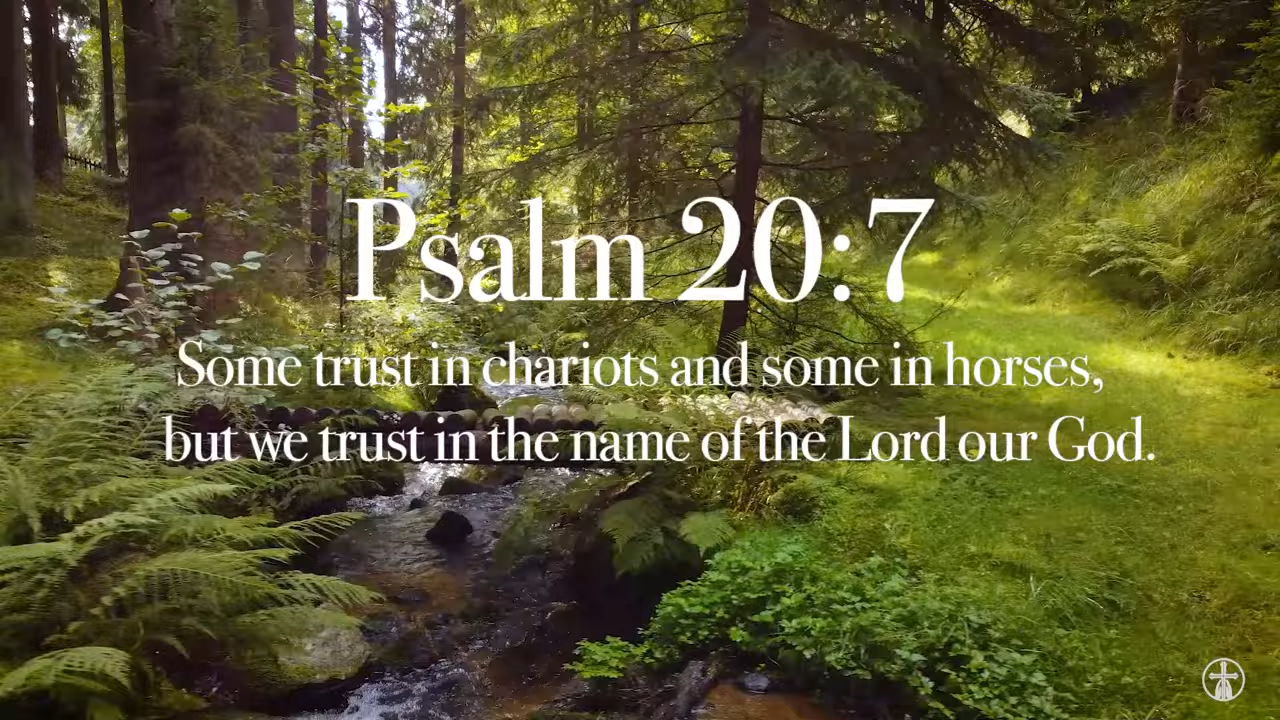 Psalm 20:7
Some trust in chariots and some in horses,
but we trust in the name of the Lord our God.